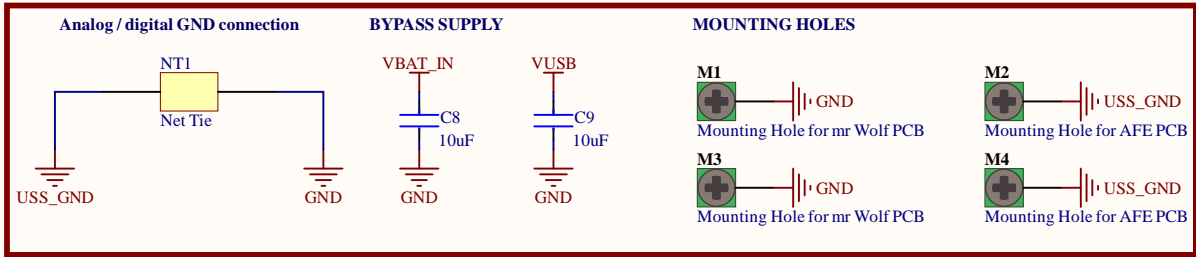 Analog / digital GND connection
NT1
Net Tie
USS_GND
GND
BYPASS SUPPLY
VBAT_IN
C8
10uF
GND
VUSB
C9
10uF
GND
MOUNTING HOLES
M1
GND
Mounting Hole for mr Wolf PCB
M2
USS_GND
Mounting Hole for AFE PCB
M3
GND
Mounting Hole for mr Wolf PCB
M4
USS_GND
Mounting Hole for AFE PCB